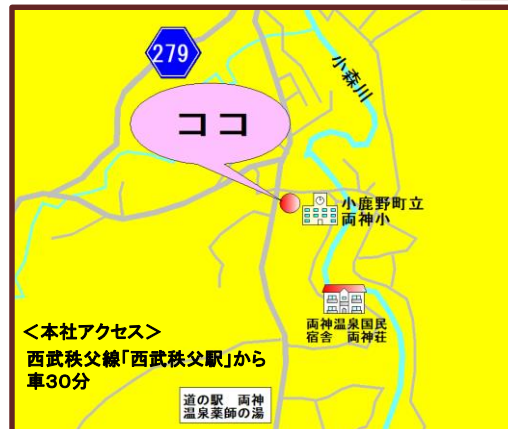 279
小森川
ココ
小鹿野町立
両神小
両神温泉国民
宿舎 両神荘
<本社アクセス>
西武秩父線「西武秩父駅」から
車30分
道の駅 両神
温泉薬師の湯